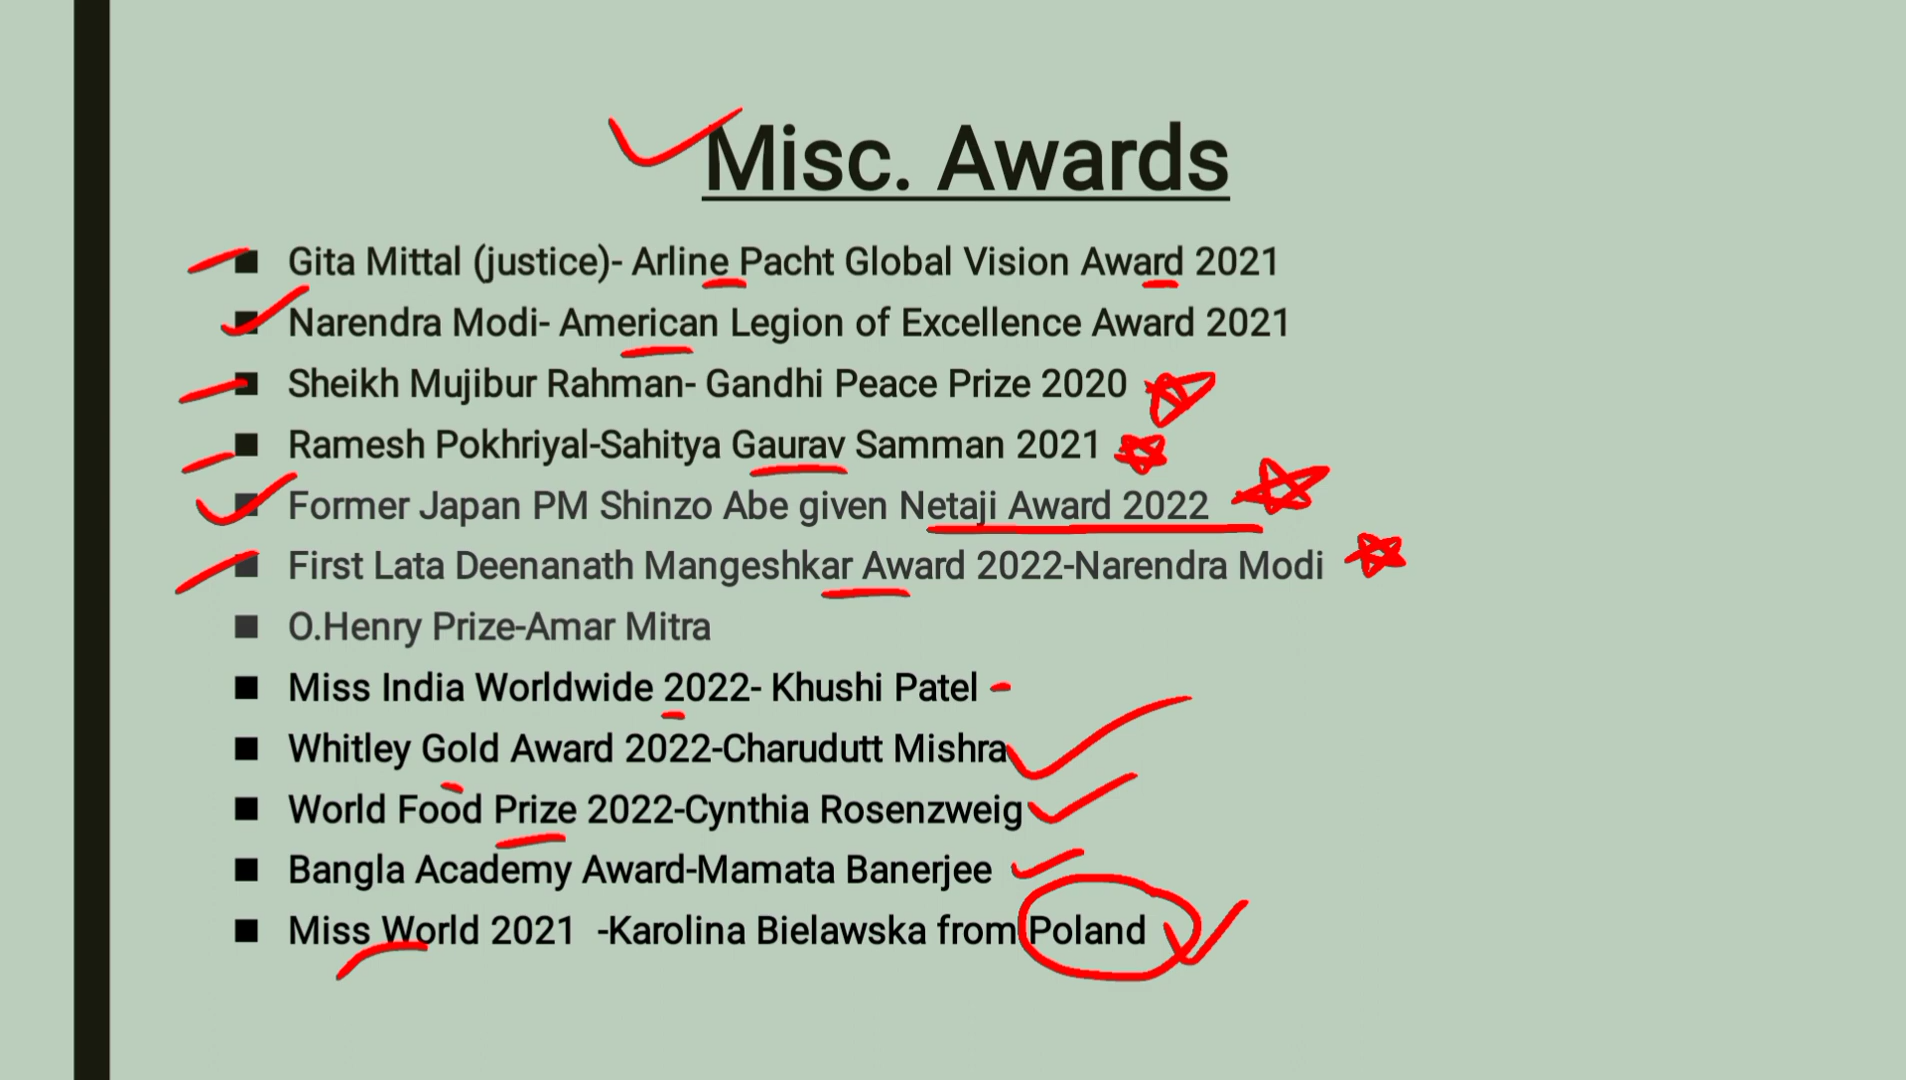 Misc. Awards
Gita Mittal (justice)- Arline Pacht Global Vision Award 2021
Narendra Modi- American Legion of Excellence Award 2021
Sheikh Mujibur Rahman- Gandhi Peace Prize 2020
Ramesh Pokhriyal-Sahitya Gaurav Samman 2021
Former Japan PM Shinzo Abe given Netaji Award 2022
First Lata Deenanath Mangeshkar Award 2022-Narendra Modi
O.Henry Prize-Amar Mitra
Miss India Worldwide 2022- Khushi Patel
Whitley Gold Award 2022-Charudutt Mishra
World Food Prize 2022-Cynthia Rosenzweig
Bangla Academy Award-Mamata Banerjee
Miss World 2021 -Karolina Bielawska from Poland